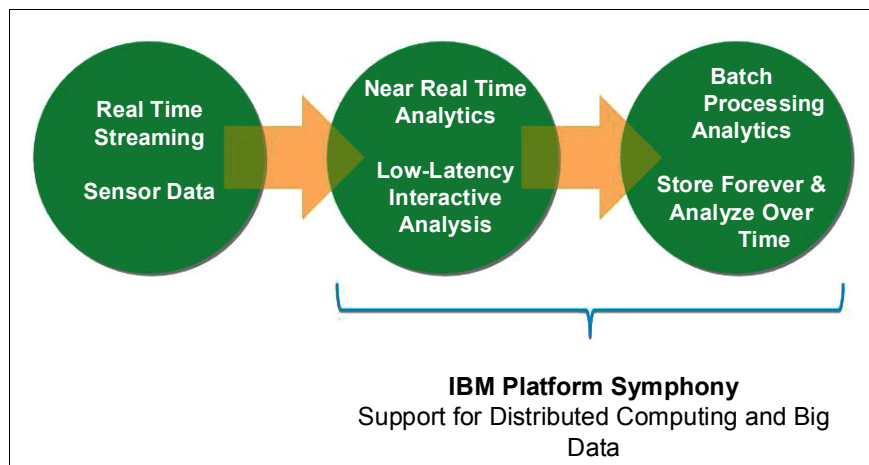 Real Time
Streaming
Sensor Data
Near Real Time
Analytics
Low-Latency
Interactive
Analysis
Batch
Processing
Analytics
Store Forever &
Analyze Over
Time
IBM Platform Symphony
Support for Distributed Computing and Big
Data